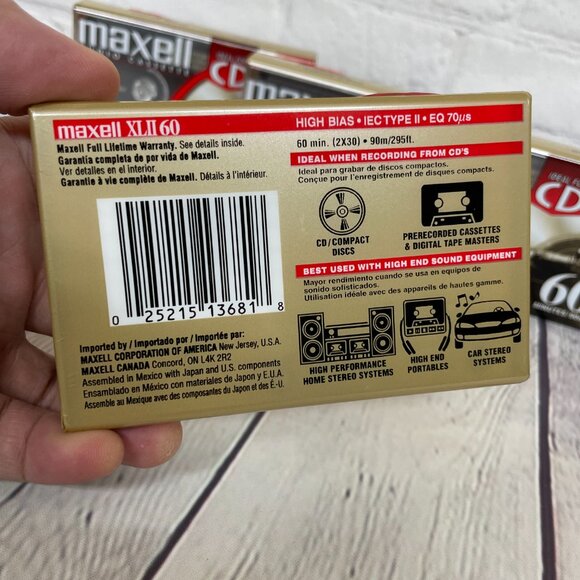 maxell
CD
maxell
CD
60
maxell XLII 60
HIGH BIAS • IEC TYPE II • EQ 70µs
Maxell Full Lifetime Warranty. See details inside.
Garantía completa de por vida de Maxell.
Ver detalles en el interior.
Garantie à vie complète de Maxell. Détails à l'intérieur.
60 min. (2X30) • 90m/295ft.
IDEAL WHEN RECORDING FROM CD'S
Ideal para grabar de discos compactos.
Conçue pour l'enregistrement de disques compacts.
CD/COMPACT
DISCS
PRERECORDED CASSETTES
& DIGITAL TAPE MASTERS
BEST USED WITH HIGH END SOUND EQUIPMENT
Mayor rendimiento cuando se usa en equipos de
sonido sofisticados.
Utilisation idéale avec des appareils de hautes gamme.
HIGH PERFORMANCE
HOME STEREO SYSTEMS
HIGH END
PORTABLES
CAR STEREO
SYSTEMS
0 25215 13681 8
Imported by / Importado por / Importée par:
MAXELL CORPORATION OF AMERICA New Jersey, U.S.A.
MAXELL CANADA Concord, ON L4K 2R2
Assembled in Mexico with Japan and U.S. components
Ensamblado en México con materiales de Japon y E.U.A.
Assemble au Mexique avec des composantes du Japon et des É.-U.